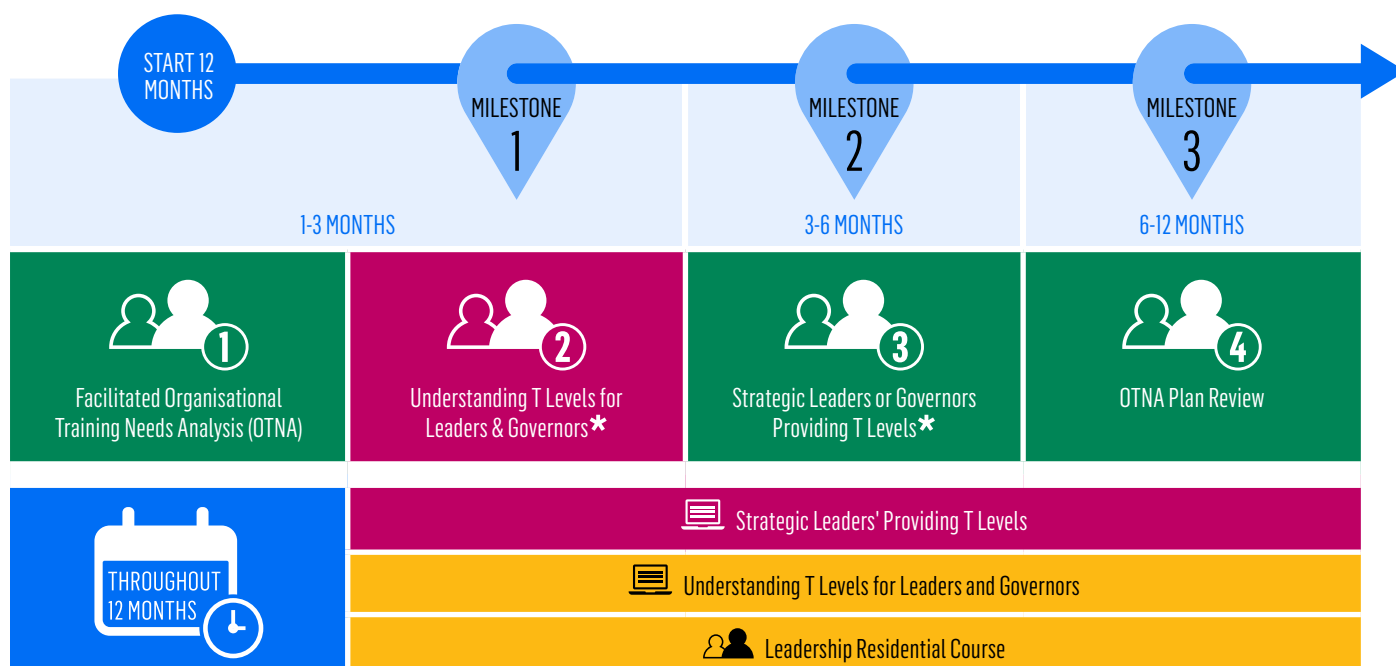 START 12
MONTHS
MILESTONE
1
MILESTONE
2
MILESTONE
3
1-3 MONTHS
3-6 MONTHS
6-12 MONTHS
1
Facilitated Organisational
Training Needs Analysis (OTNA)
2
Understanding T Levels for
Leaders & Governors*
3
Strategic Leaders or Governors
Providing T Levels*
4
OTNA Plan Review
THROUGHOUT
12 MONTHS
Strategic Leaders' Providing T Levels
Understanding T Levels for Leaders and Governors
Leadership Residential Course